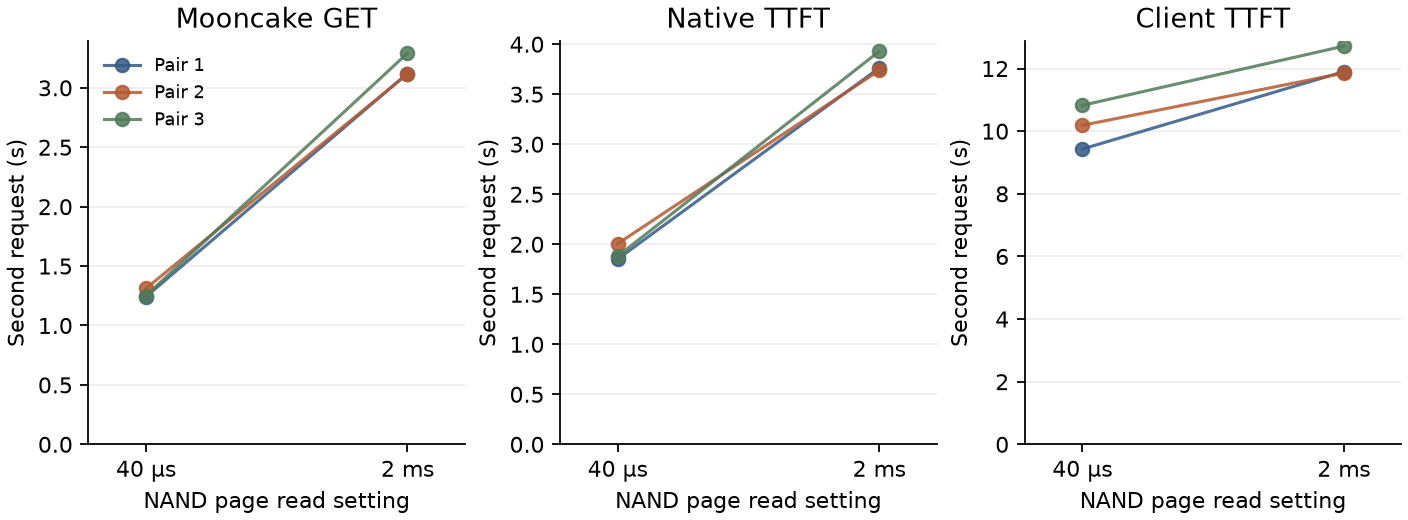 Mooncake GET
Native TTFT
Client TTFT
Pair 1
Pair 2
Pair 3
Second request (s)
3.0
2.5
2.0
1.5
1.0
0.5
0.0
40 µs
2 ms
NAND page read setting
Second request (s)
4.0
3.5
3.0
2.5
2.0
1.5
1.0
0.5
0.0
40 µs
2 ms
NAND page read setting
Second request (s)
12
10
8
6
4
2
0
40 µs
2 ms
NAND page read setting